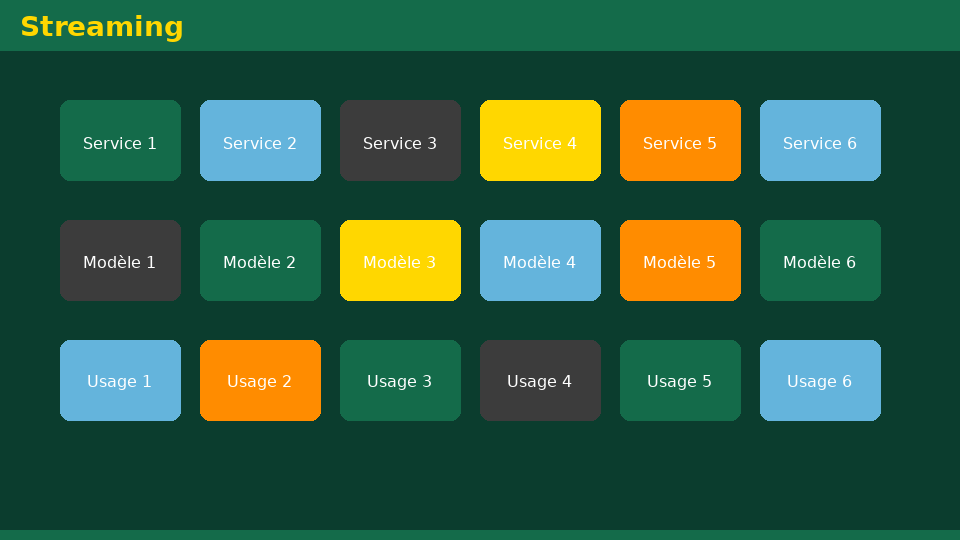 Streaming
Service 1 Service 2 Service 3 Service 4 Service 5 Service 6
Modèle 1 Modèle 2 Modèle 3 Modèle 4 Modèle 5 Modèle 6
Usage 1 Usage 2 Usage 3 Usage 4 Usage 5 Usage 6